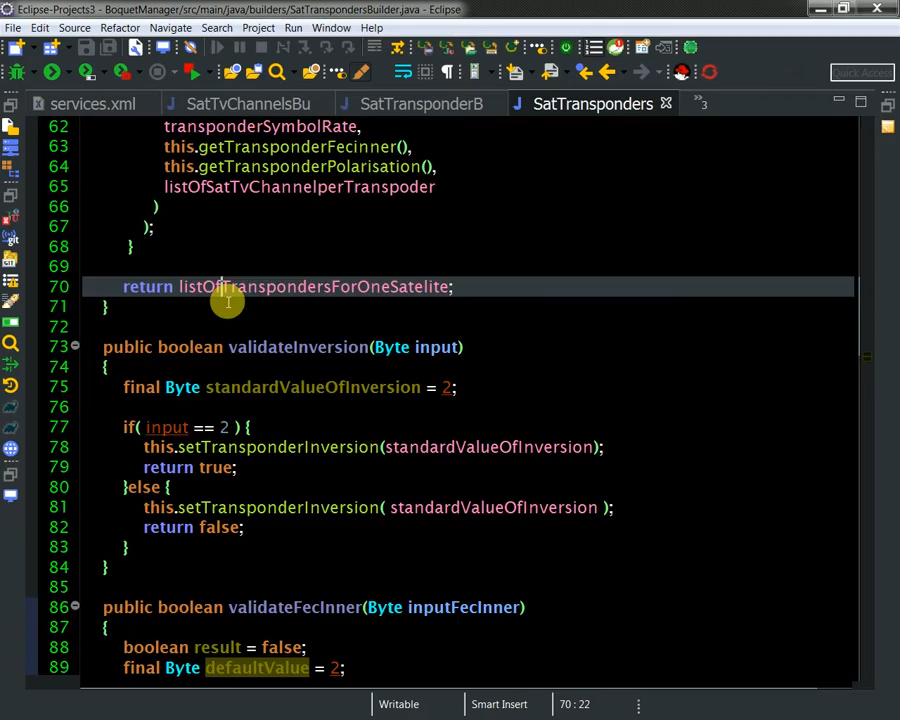 Eclipse-Projects3 - BoquetManager/src/main/java/builders/SatTranspondersBuilder.java - Eclipse
File Edit Source Refactor Navigate Search Project Run Window Help
Quick Access
services.xml SatTvChannelsBu SatTransponderB SatTransponders 3
62 transponderSymbolRate,
63 this.getTransponderFecinner(),
64 this.getTransponderPolarisation(),
65 listOfSatTvChannelperTranspoder
66 )
67 );
68 }
69
70 return listOfTranspondersForOneSatelite;
71 }
72
73 public boolean validateInversion(Byte input)
74 {
75 final Byte standardValueOfInversion = 2;
76
77 if( input == 2 ) {
78 this.setTransponderInversion(standardValueOfInversion);
79 return true;
80 }else {
81 this.setTransponderInversion( standardValueOfInversion );
82 return false;
83 }
84 }
85
86 public boolean validateFecInner(Byte inputFecInner)
87 {
88 boolean result = false;
89 final Byte defaultValue = 2;
Writable Smart Insert 70 : 22